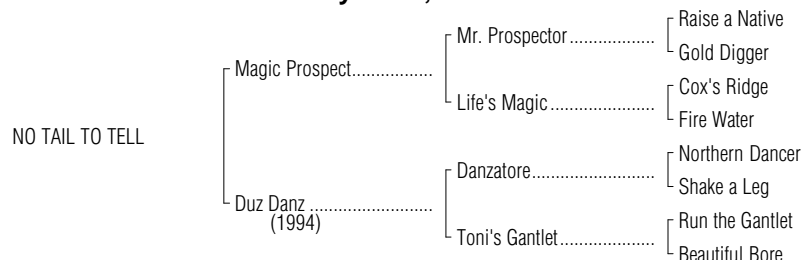 Raise a Native
Mr. Prospector
Gold Digger
Magic Prospect
Cox's Ridge
Life's Magic
Fire Water
NO TAIL TO TELL
Northern Dancer
Danzatore
Shake a Leg
Duz Danz
(1994)
Run the Gantlet
Toni's Gantlet
Beautiful Bore